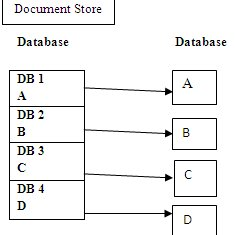 Document Store
Database Database
DB 1
A
A
DB 2
B
B
DB 3
C
C
DB 4
D
D